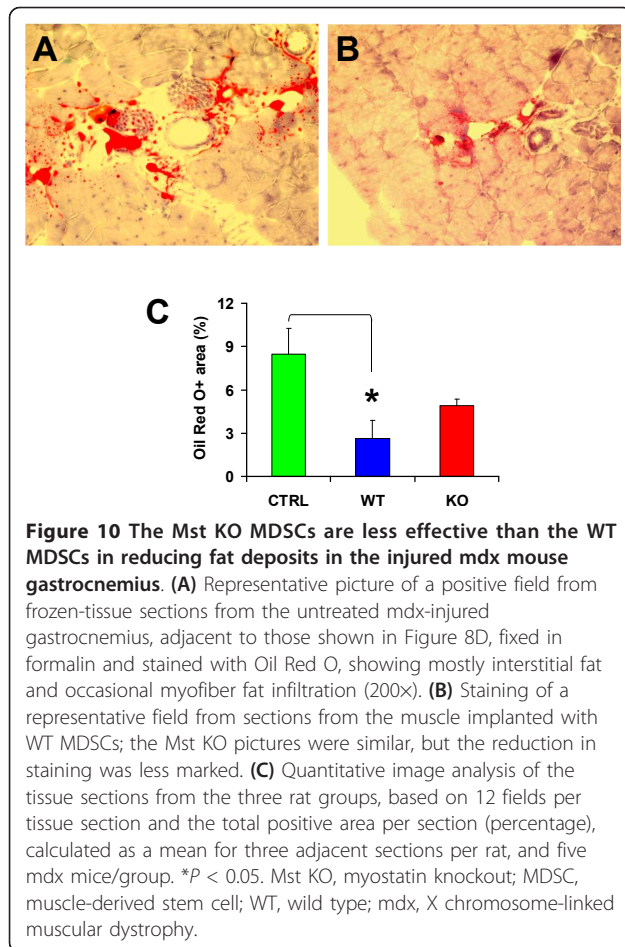 A
B
C
Oil Red O+ area (%)
12
9
6
3
0
*
CTRL WT KO
Figure 10 The Mst KO MDSCs are less effective than the WT
MDSCs in reducing fat deposits in the injured mdx mouse
gastrocnemius. (A) Representative picture of a positive field from
frozen-tissue sections from the untreated mdx-injured
gastrocnemius, adjacent to those shown in Figure 8D, fixed in
formalin and stained with Oil Red O, showing mostly interstitial fat
and occasional myofiber fat infiltration (200×). (B) Staining of a
representative field from sections from the muscle implanted with
WT MDSCs; the Mst KO pictures were similar, but the reduction in
staining was less marked. (C) Quantitative image analysis of the
tissue sections from the three rat groups, based on 12 fields per
tissue section and the total positive area per section (percentage),
calculated as a mean for three adjacent sections per rat, and five
mdx mice/group. *P < 0.05. Mst KO, myostatin knockout; MDSC,
muscle-derived stem cell; WT, wild type; mdx, X chromosome-linked
muscular dystrophy.